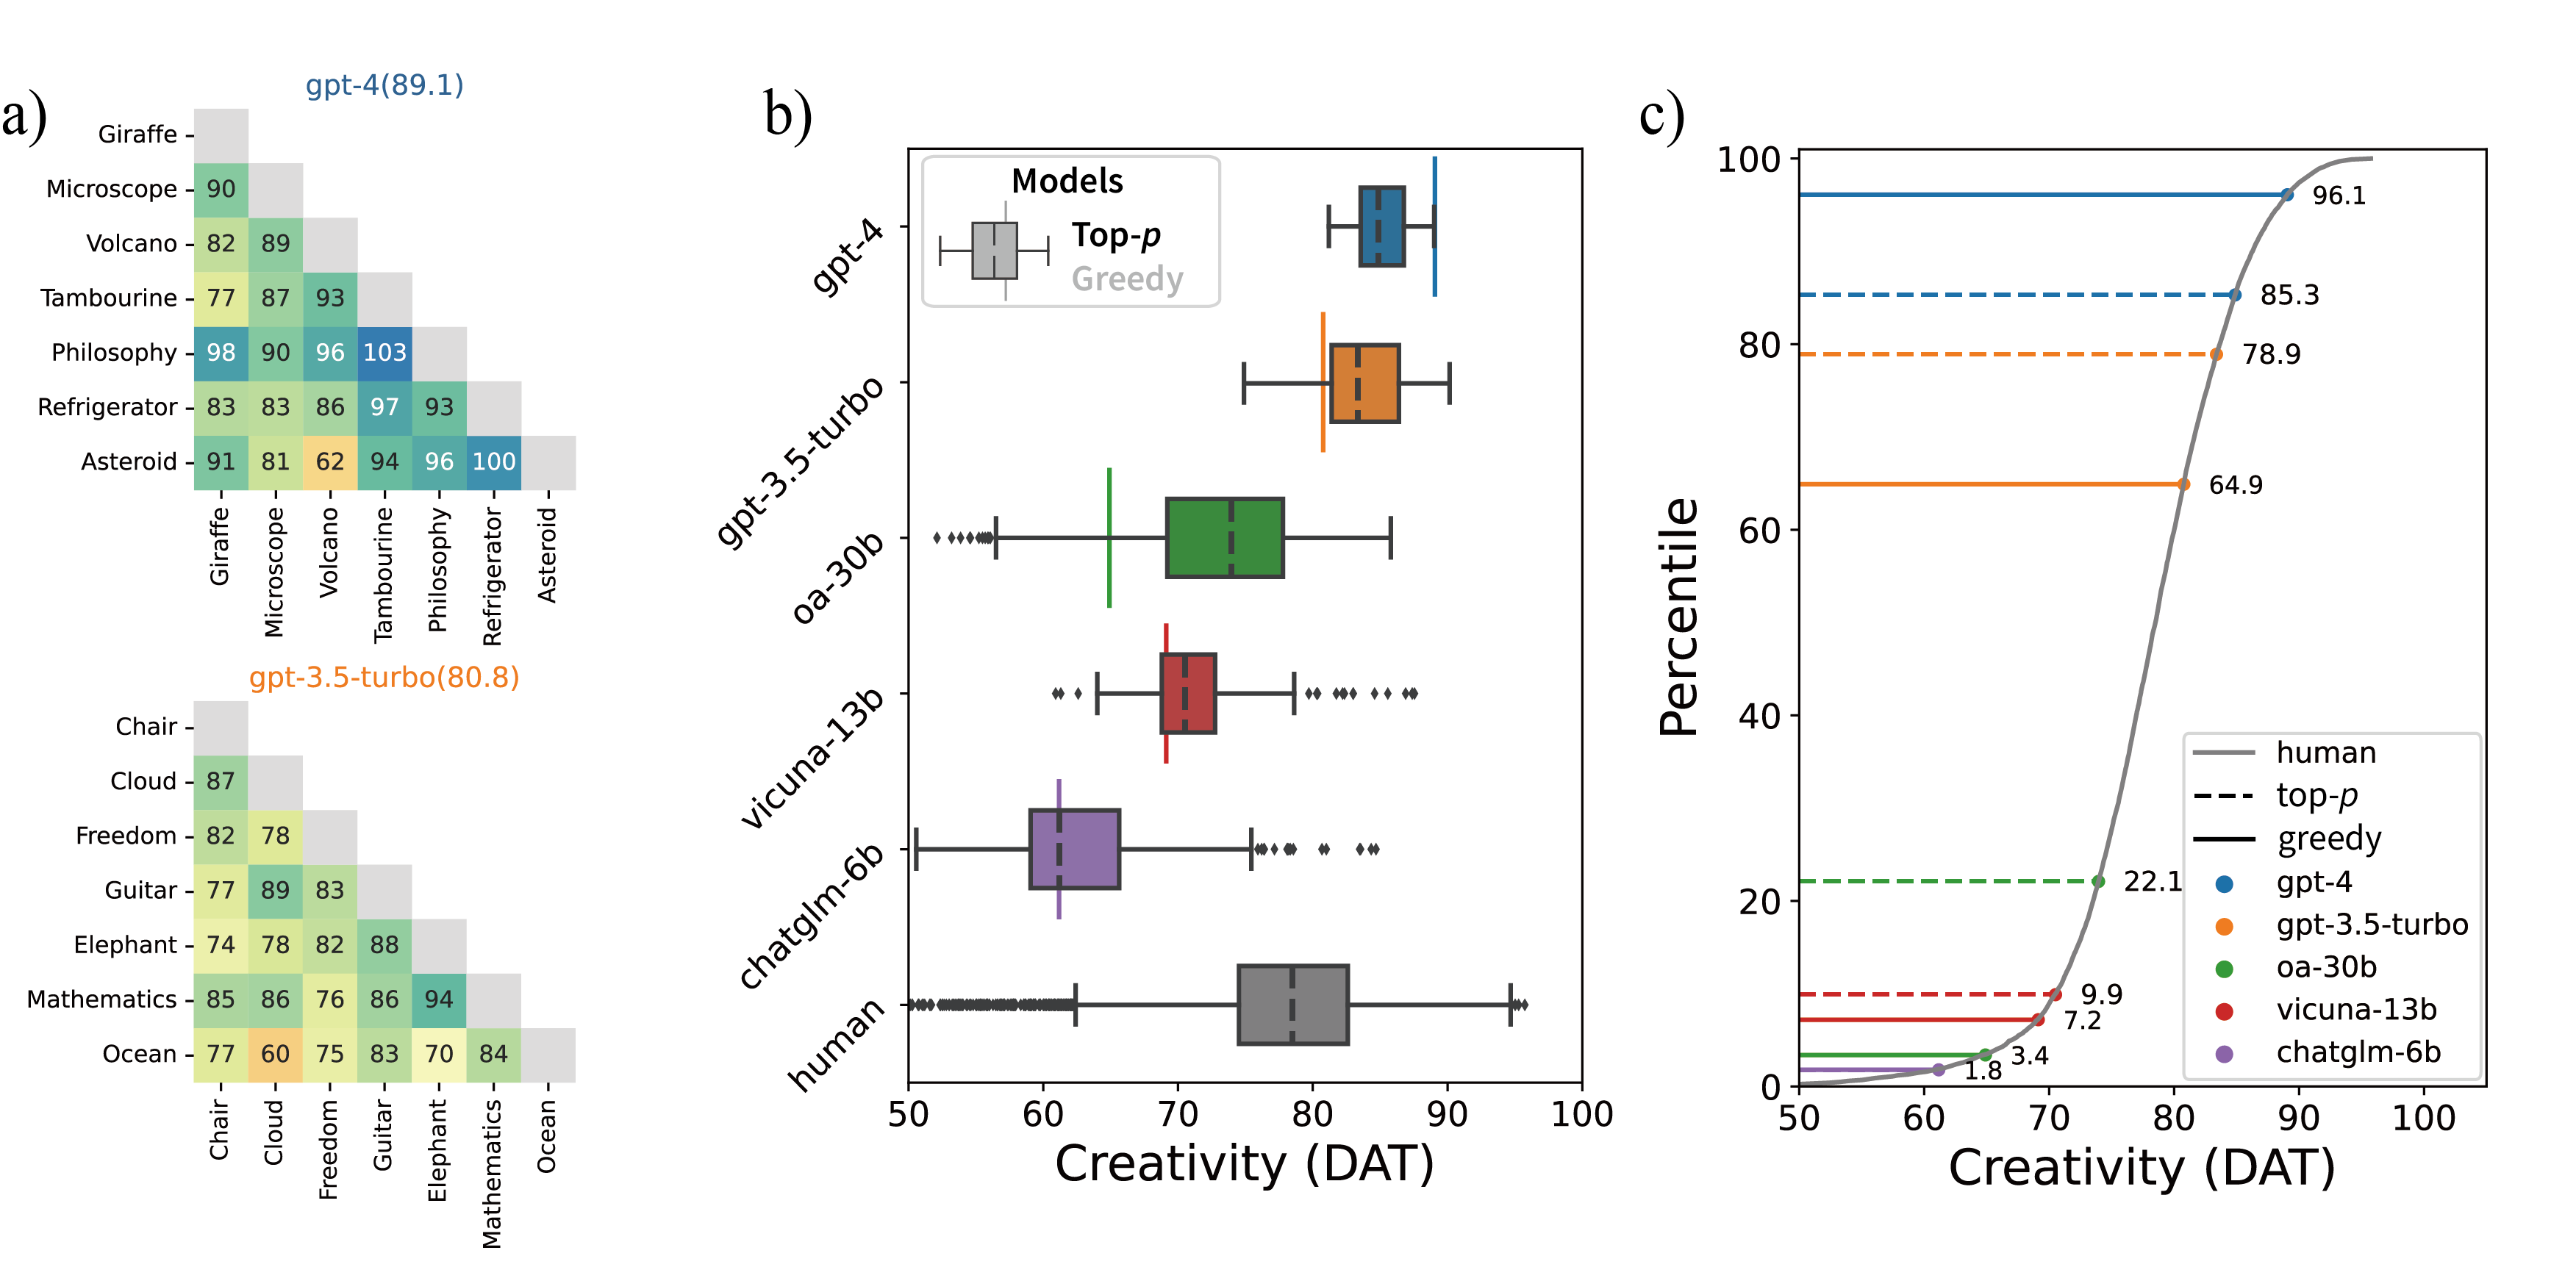 a)
gpt-4(89.1)
Giraffe
Microscope 90
Volcano 82 89
Tambourine 77 87 93
Philosophy 98 90 96 103
Refrigerator 83 83 86 97 93
Asteroid 91 81 62 94 96 100
Giraffe Microscope Volcano Tambourine Philosophy Refrigerator Asteroid
gpt-3.5-turbo(80.8)
Chair
Cloud 87
Freedom 82 78
Guitar 77 89 83
Elephant 74 78 82 88
Mathematics 85 86 76 86 94
Ocean 77 60 75 83 70 84
Chair Cloud Freedom Guitar Elephant Mathematics Ocean
b)
Models
Top-p
Greedy
gpt-4
gpt-3.5-turbo
oa-30b
vicuna-13b
chatglm-6b
human
50 60 70 80 90 100
Creativity (DAT)
c)
Percentile
100
80
60
40
20
0
96.1
85.3
78.9
64.9
22.1
9.9
7.2
3.4
1.8
human
top-p
greedy
gpt-4
gpt-3.5-turbo
oa-30b
vicuna-13b
chatglm-6b
50 60 70 80 90 100
Creativity (DAT)